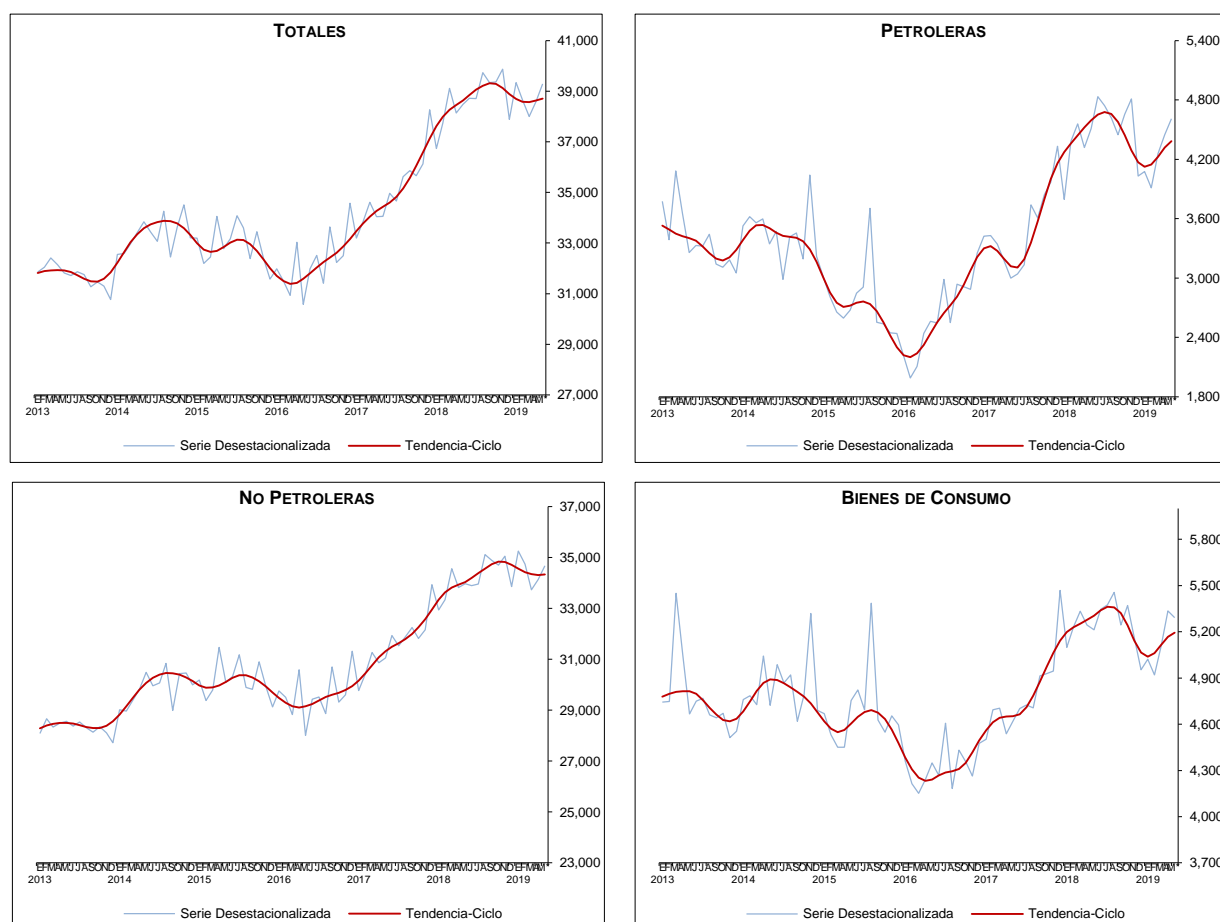 TOTALES
41,000
39,000
37,000
35,000
33,000
31,000
29,000
27,000
2013 2014 2015 2016 2017 2018 2019
Serie Desestacionalizada Tendencia-Ciclo
PETROLERAS
5,400
4,800
4,200
3,600
3,000
2,400
1,800
2013 2014 2015 2016 2017 2018 2019
Serie Desestacionalizada Tendencia-Ciclo
NO PETROLERAS
37,000
35,000
33,000
31,000
29,000
27,000
25,000
23,000
2013 2014 2015 2016 2017 2018 2019
Serie Desestacionalizada Tendencia-Ciclo
BIENES DE CONSUMO
5,800
5,500
5,200
4,900
4,600
4,300
4,000
3,700
2013 2014 2015 2016 2017 2018 2019
Serie Desestacionalizada Tendencia-Ciclo